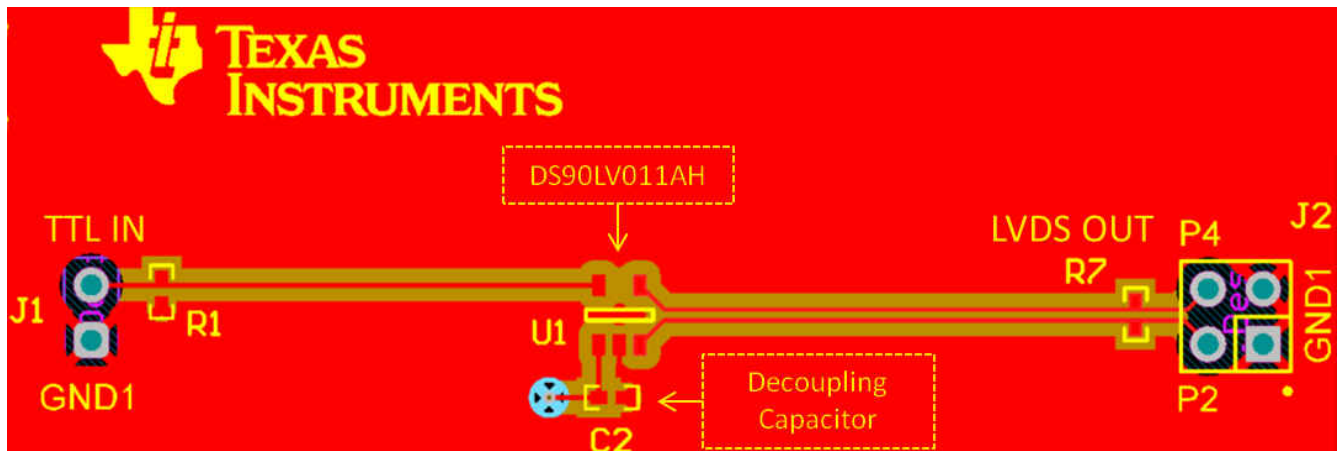 TEXAS
INSTRUMENTS
DS90LV011AH
TTL IN
LVDS OUT
P4
J2
R7
J1
R1
U1
GND1
GND1
Decoupling
Capacitor
P2
C2